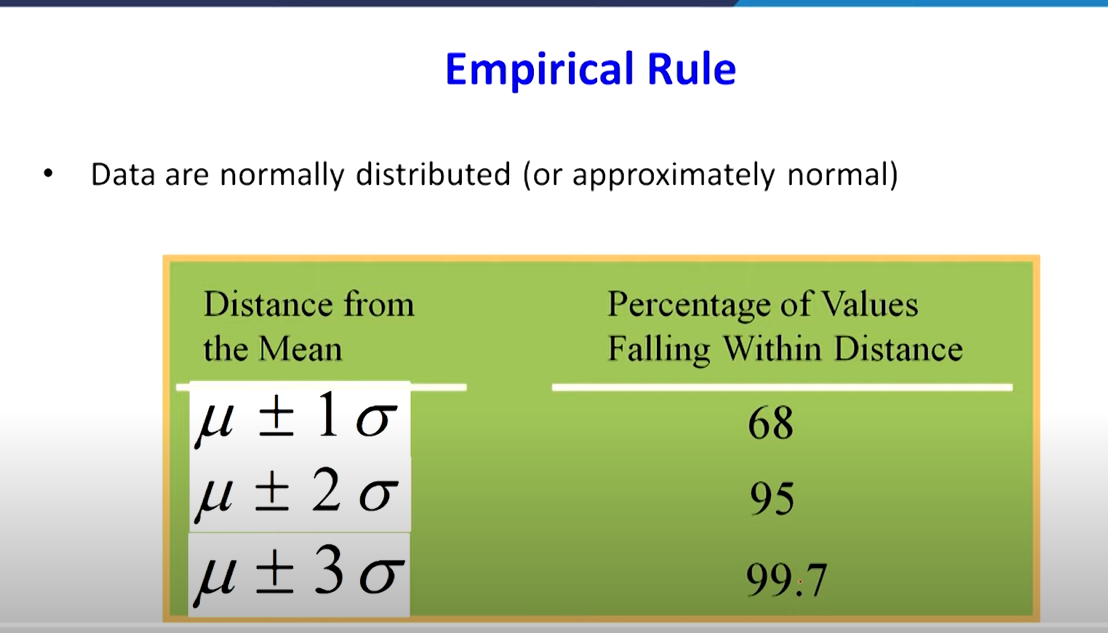 Empirical Rule
• Data are normally distributed (or approximately normal)
Distance from
the Mean
Percentage of Values
Falling Within Distance
μ ± 1 σ
68
μ ± 2 σ
95
μ ± 3 σ
99.7